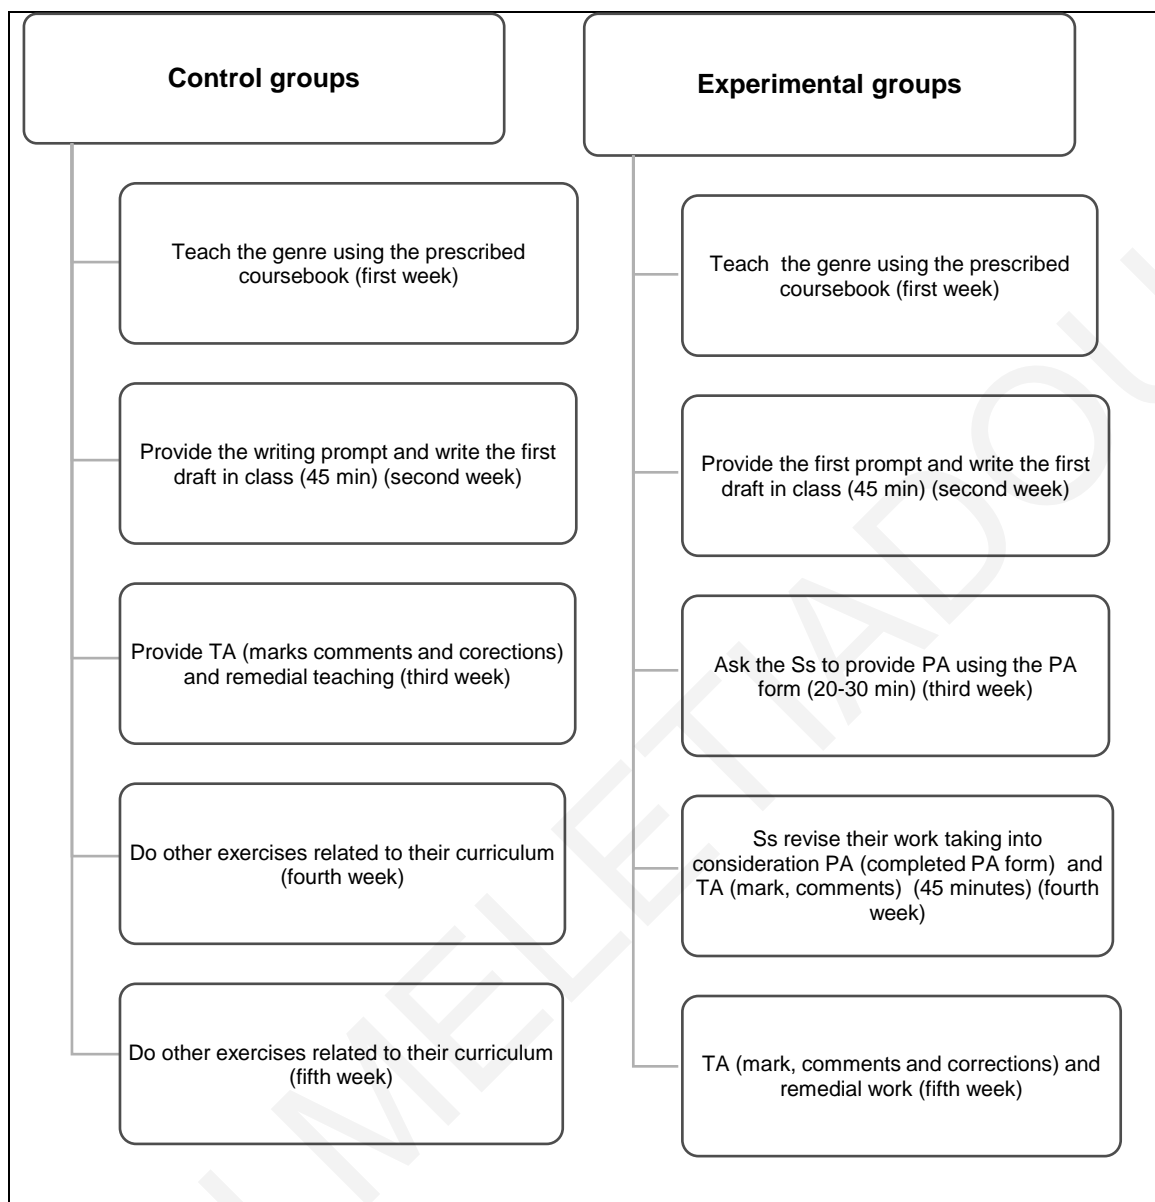 Control groups
Teach the genre using the prescribed
coursebook (first week)
Provide the writing prompt and write the first
draft in class (45 min) (second week)
Provide TA (marks comments and corections)
and remedial teaching (third week)
Do other exercises related to their curriculum
(fourth week)
Do other exercises related to their curriculum
(fifth week)
Experimental groups
Teach  the genre using the prescribed
coursebook (first week)
Provide the first prompt and write the first
draft in class (45 min) (second week)
Ask the Ss to provide PA using the PA
form (20-30 min) (third week)
Ss revise their work taking into
consideration PA (completed PA form)  and
TA (mark, comments)  (45 minutes) (fourth
week)
TA (mark, comments and corrections) and
remedial work (fifth week)
MELETIADOU